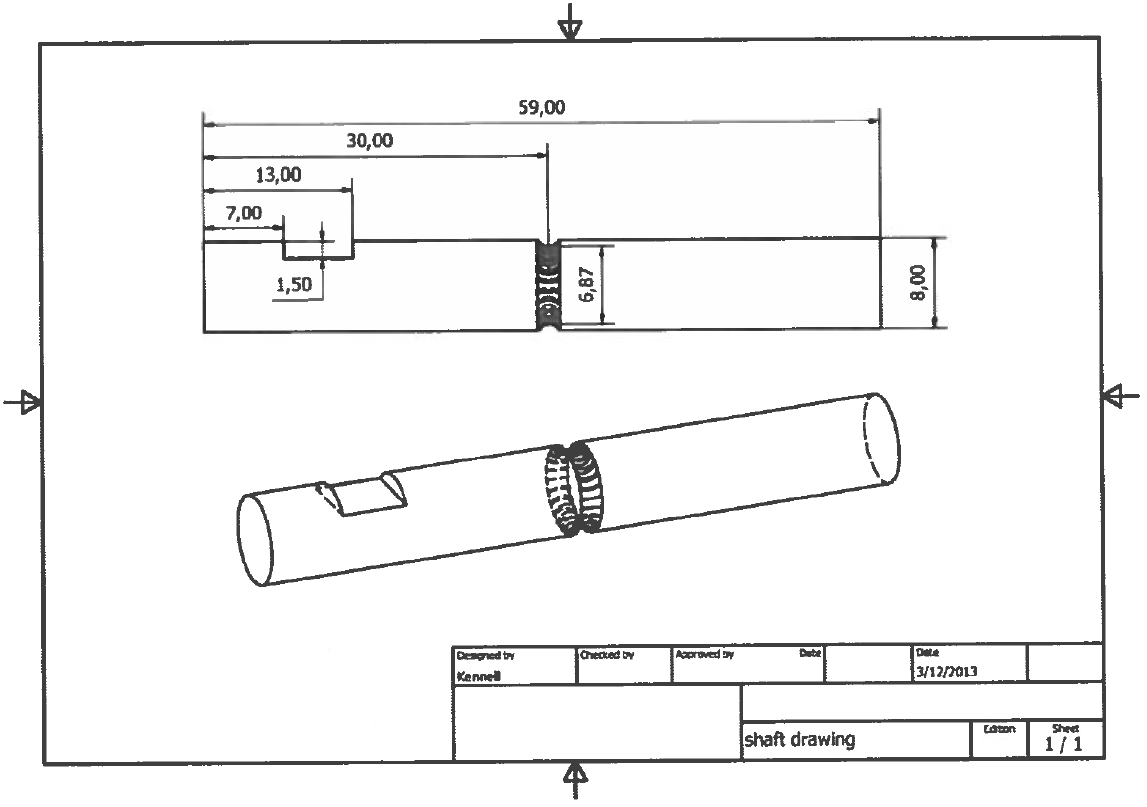 59,00
30,00
13,00
7,00
1,50
6,87
8,00
Designed by
Kennell
Checked by
Approved by
Date
Date
3/12/2013
shaft drawing
Edition
Sheet
1 / 1